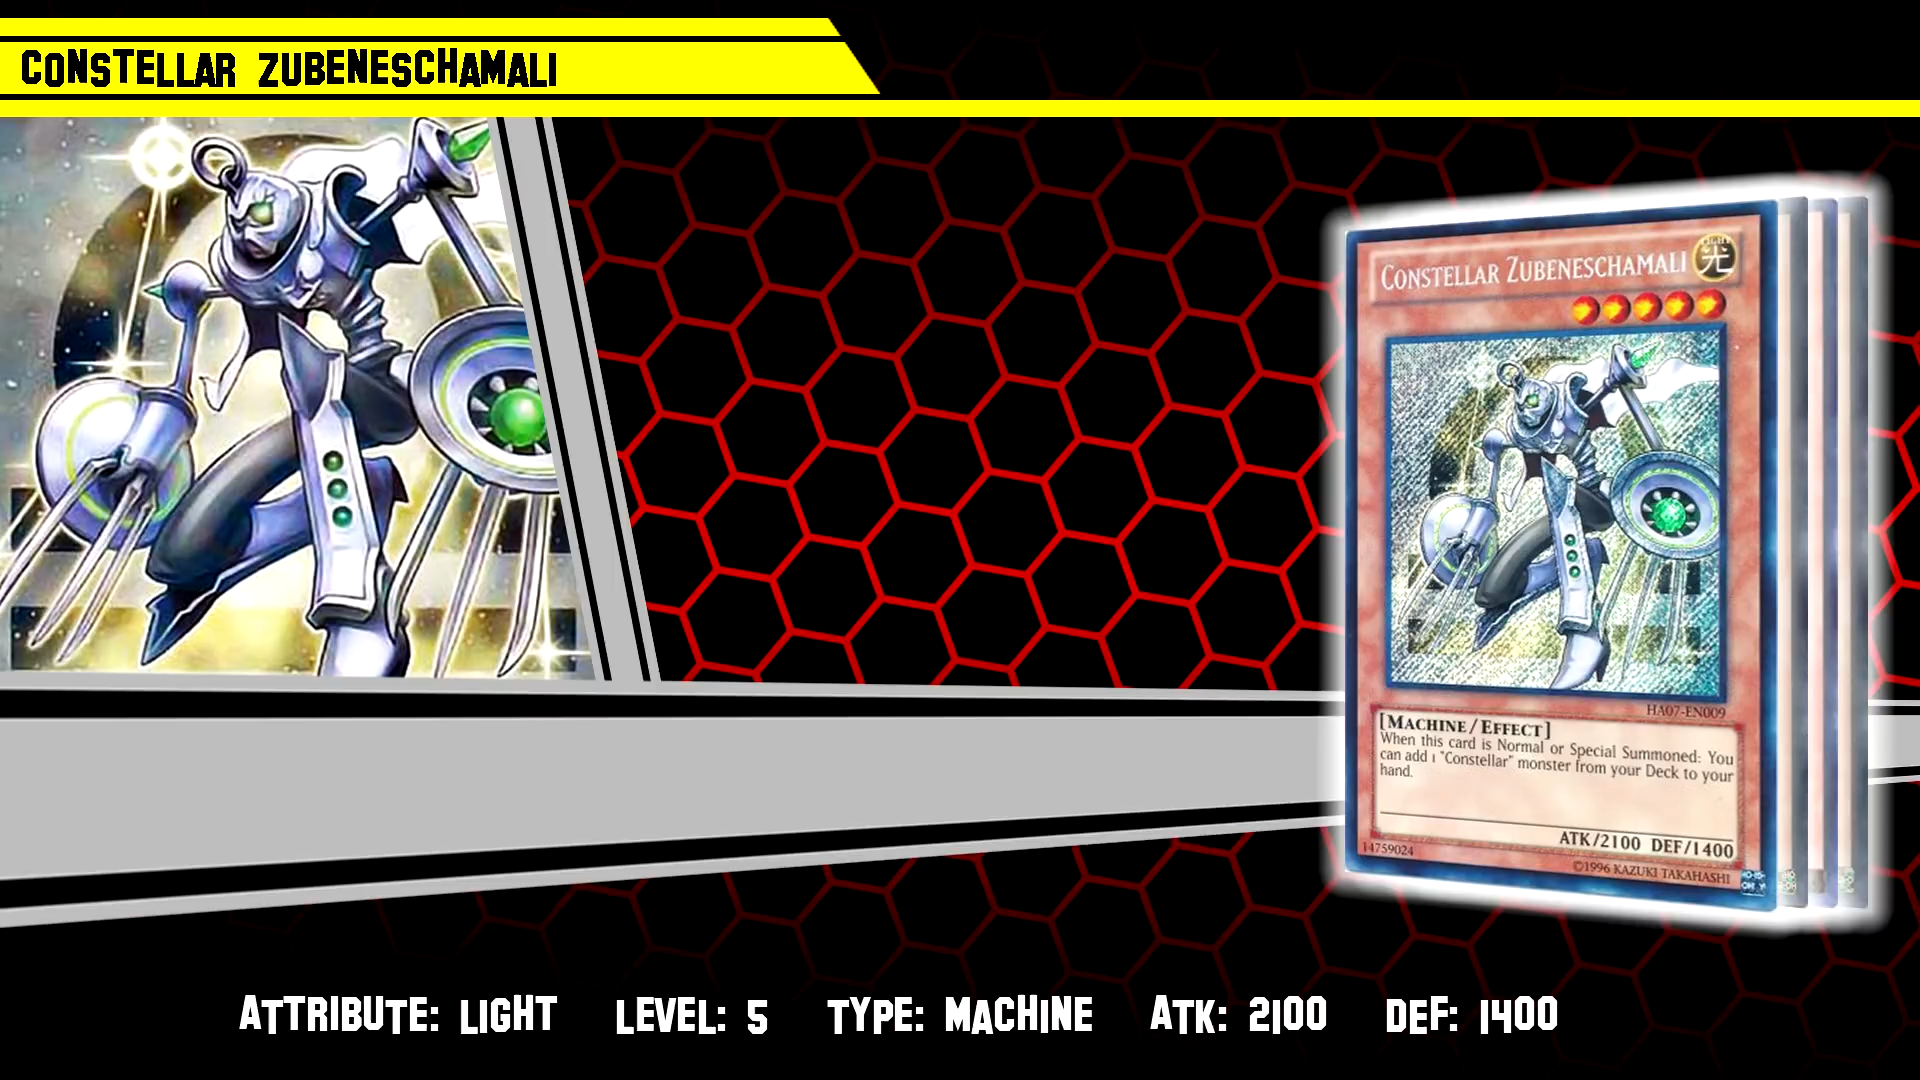 CONSTELLAR ZUBENESCHAMALI
CONSTELLAR ZUBENESCHAMALI
LIGHT
光
HA07-EN009
[MACHINE/EFFECT]
When this card is Normal or Special Summoned: You
can add 1 "Constellar" monster from your Deck to your
hand.
ATK/2100 DEF/1400
14759024
©1996 KAZUKI TAKAHASHI
ATTRIBUTE: LIGHT LEVEL: 5 TYPE: MACHINE ATK: 2100 DEF: 1400